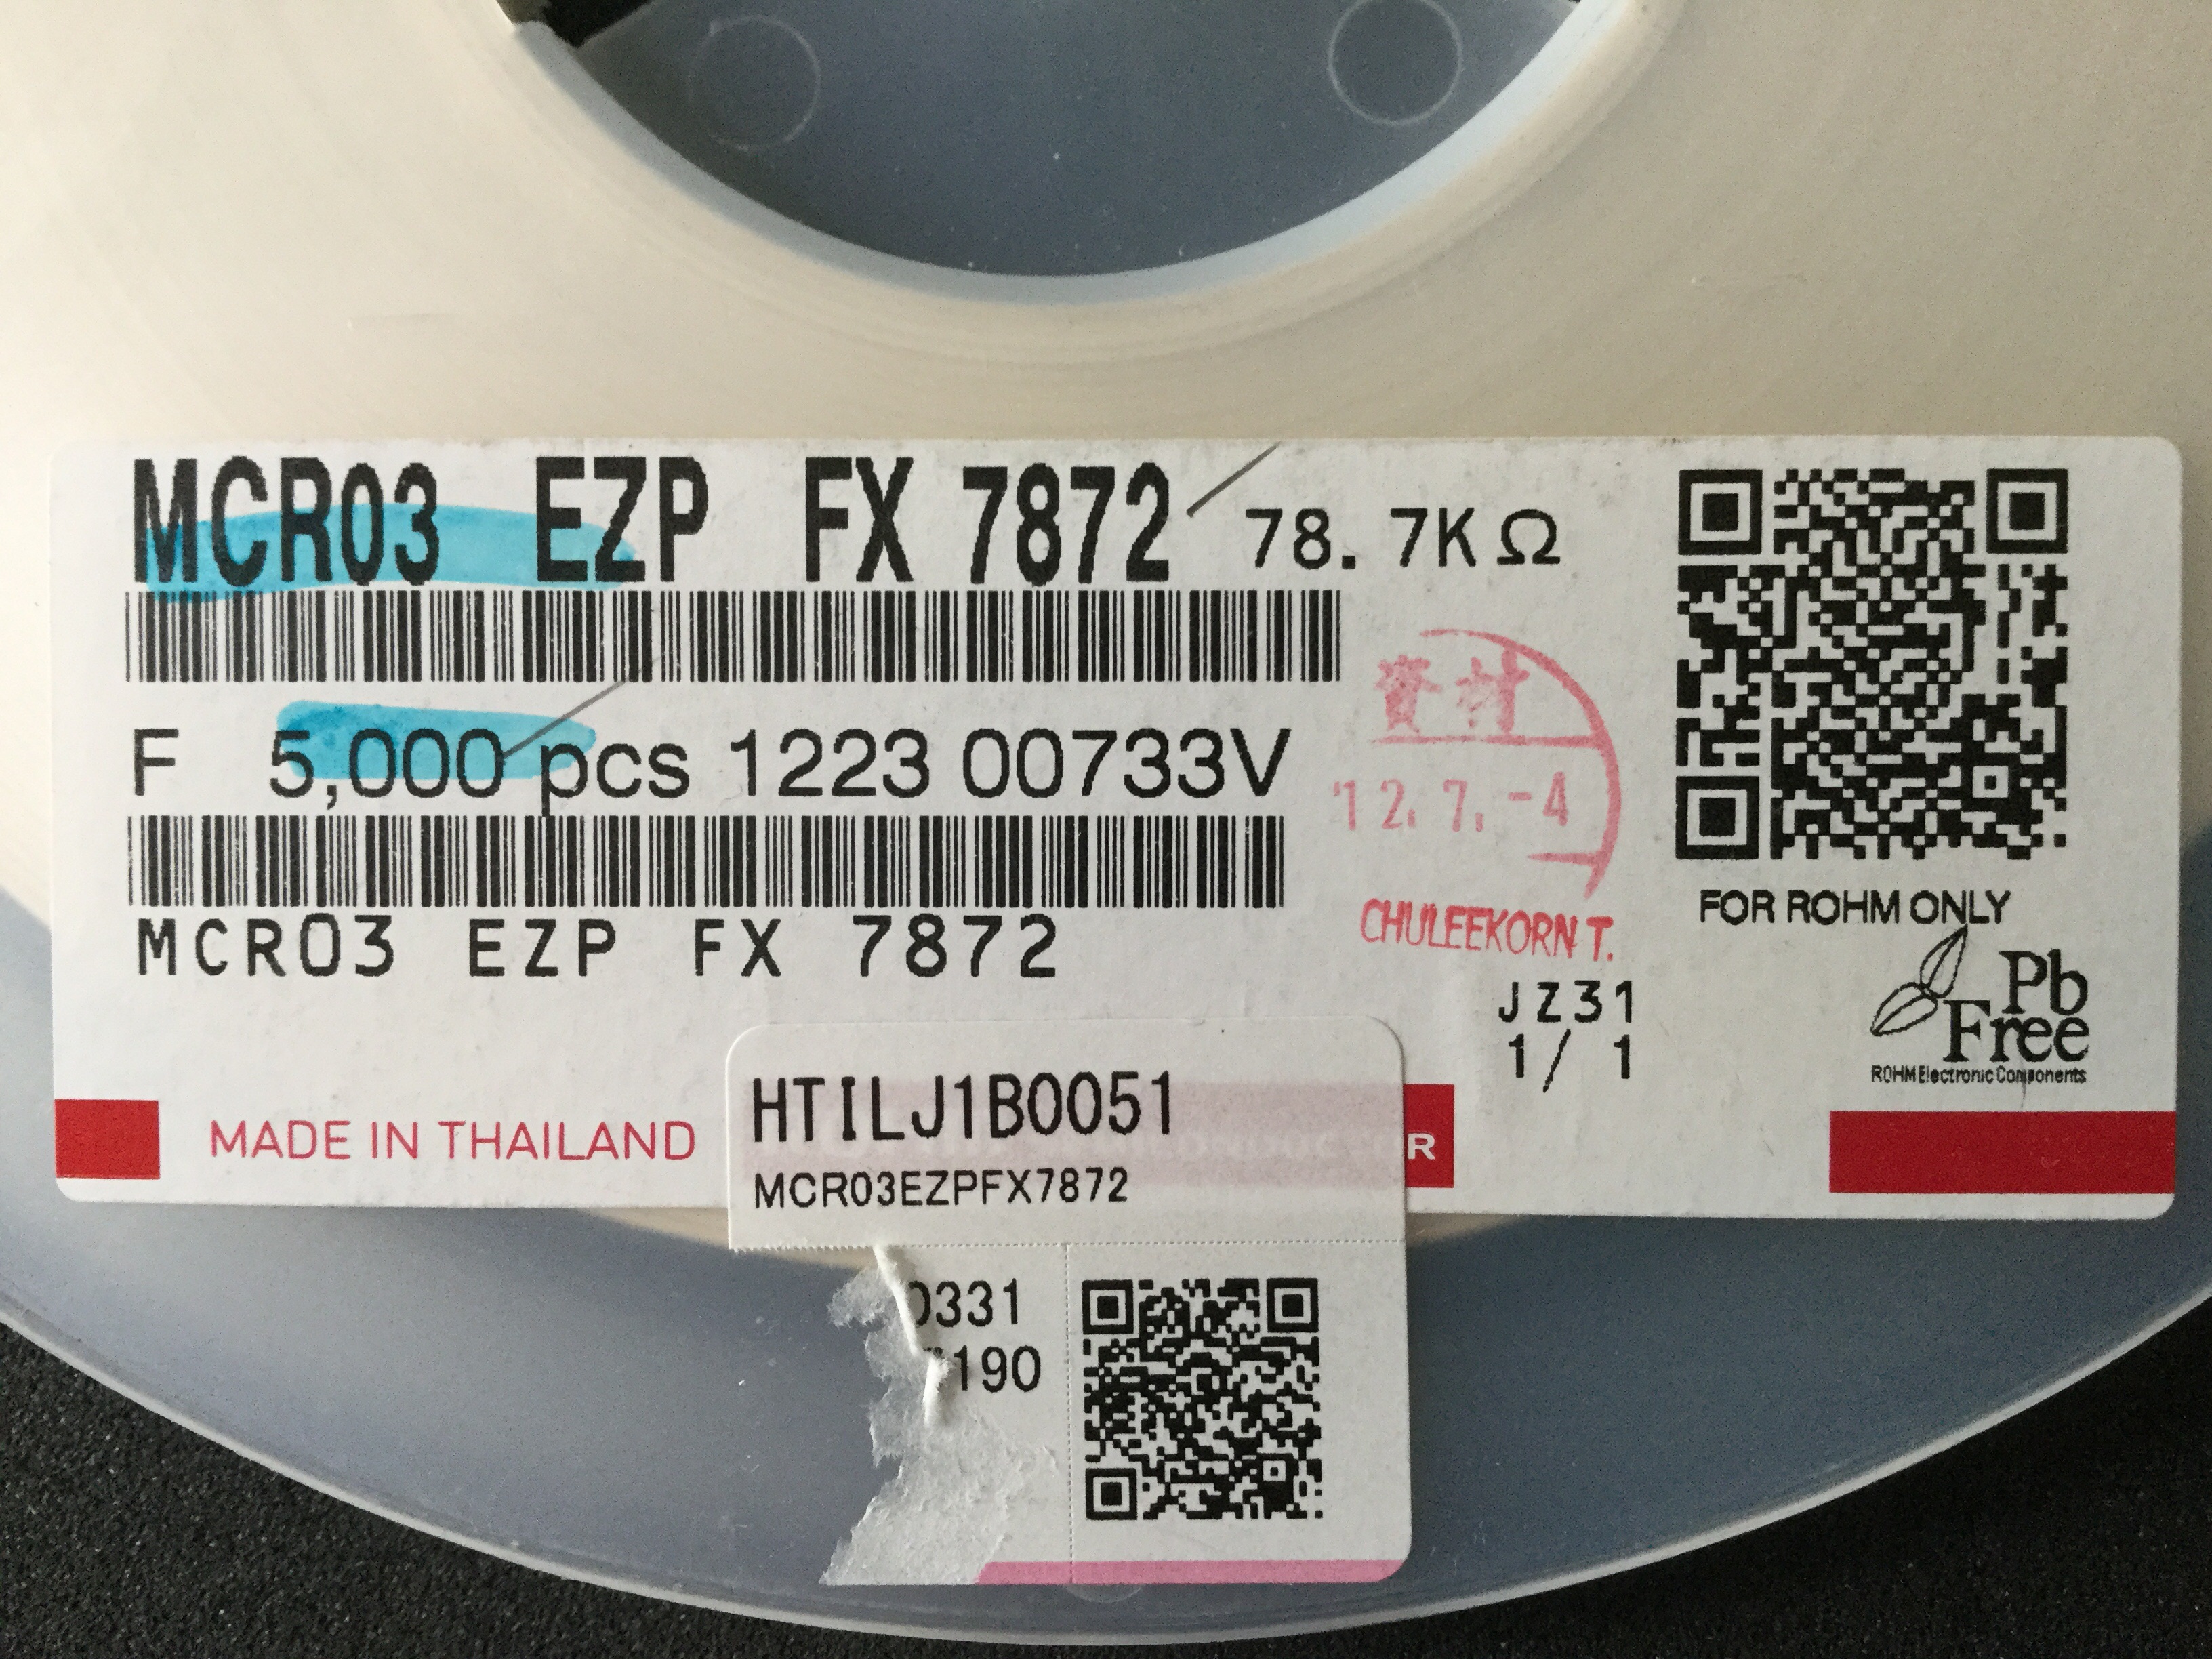 MCR03 EZP FX 7872 78.7KΩ
F 5,000 pcs 1223 00733V
資材
'12.7.-4
CHULEEKORN T.
MCR03 EZP FX 7872
FOR ROHM ONLY
JZ31
1/ 1
Pb
Free
ROHM Electronic Components
MADE IN THAILAND
R
HTILJ1B0051
MCR03EZPFX7872
0331
190